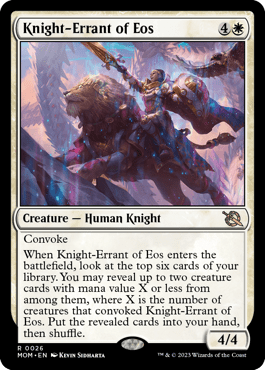 Knight-Errant of Eos 4
Creature — Human Knight
Convoke
When Knight-Errant of Eos enters the
battlefield, look at the top six cards of your
library. You may reveal up to two creature
cards with mana value X or less from
among them, where X is the number of
creatures that convoked Knight-Errant of
Eos. Put the revealed cards into your hand,
then shuffle.
4/4
R 0026
MOM • EN Kevin Sidharta
™ & © 2023 Wizards of the Coast